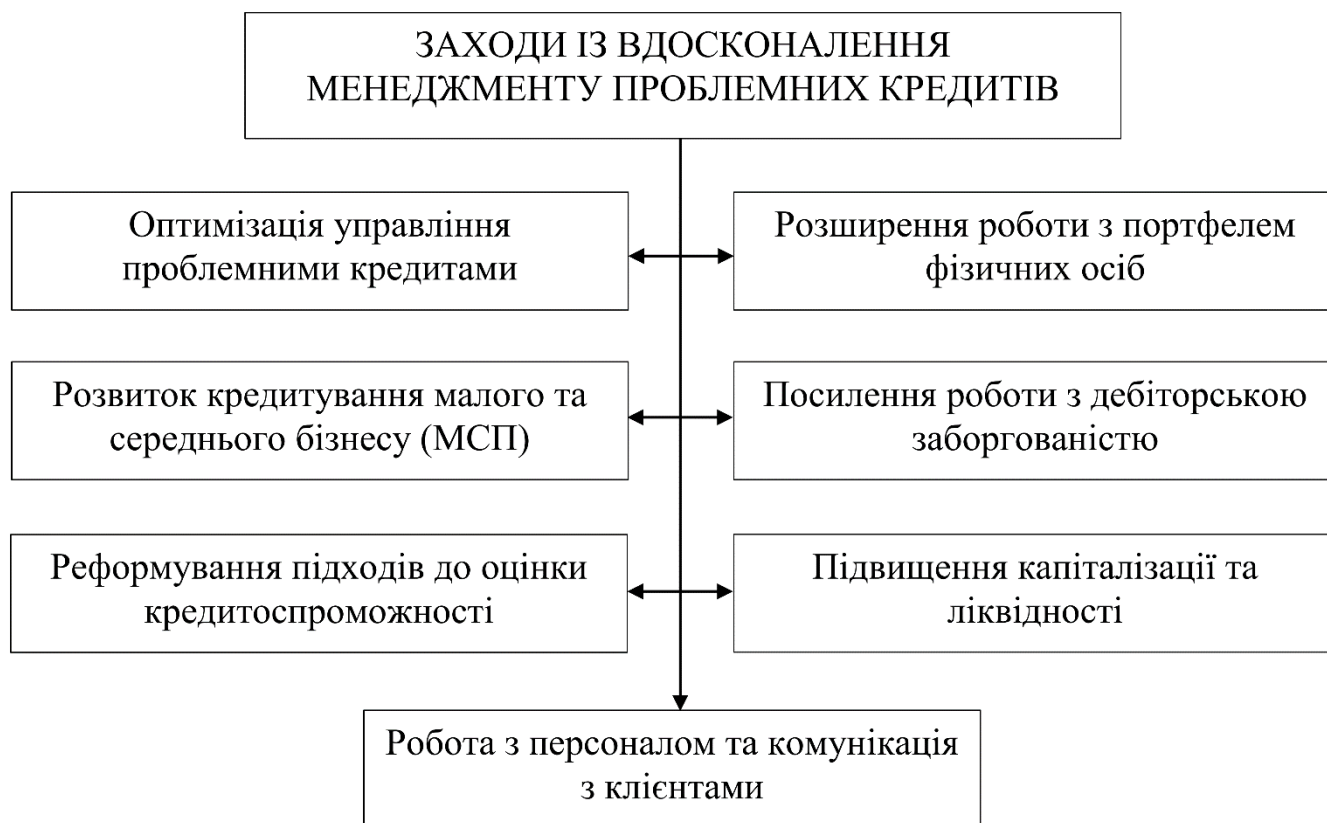 ЗАХОДИ ІЗ ВДОСКОНАЛЕННЯ
МЕНЕДЖМЕНТУ ПРОБЛЕМНИХ КРЕДИТІВ
Оптимізація управління
проблемними кредитами
Розширення роботи з портфелем
фізичних осіб
Розвиток кредитування малого та
середнього бізнесу (МСП)
Посилення роботи з дебіторською
заборгованістю
Реформування підходів до оцінки
кредитоспроможності
Підвищення капіталізації та
ліквідності
Робота з персоналом та комунікація
з клієнтами